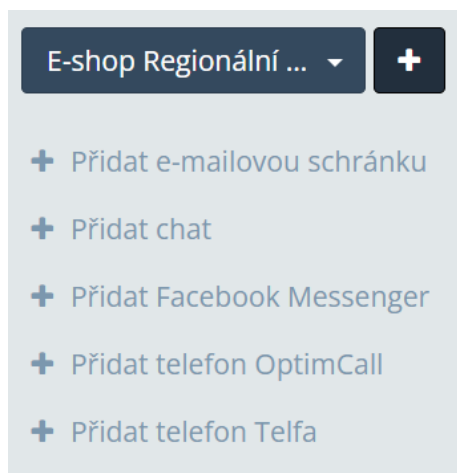 E-shop Regionální ...
Přidat e-mailovou schránku
Přidat chat
Přidat Facebook Messenger
Přidat telefon OptimCall
Přidat telefon Telfa